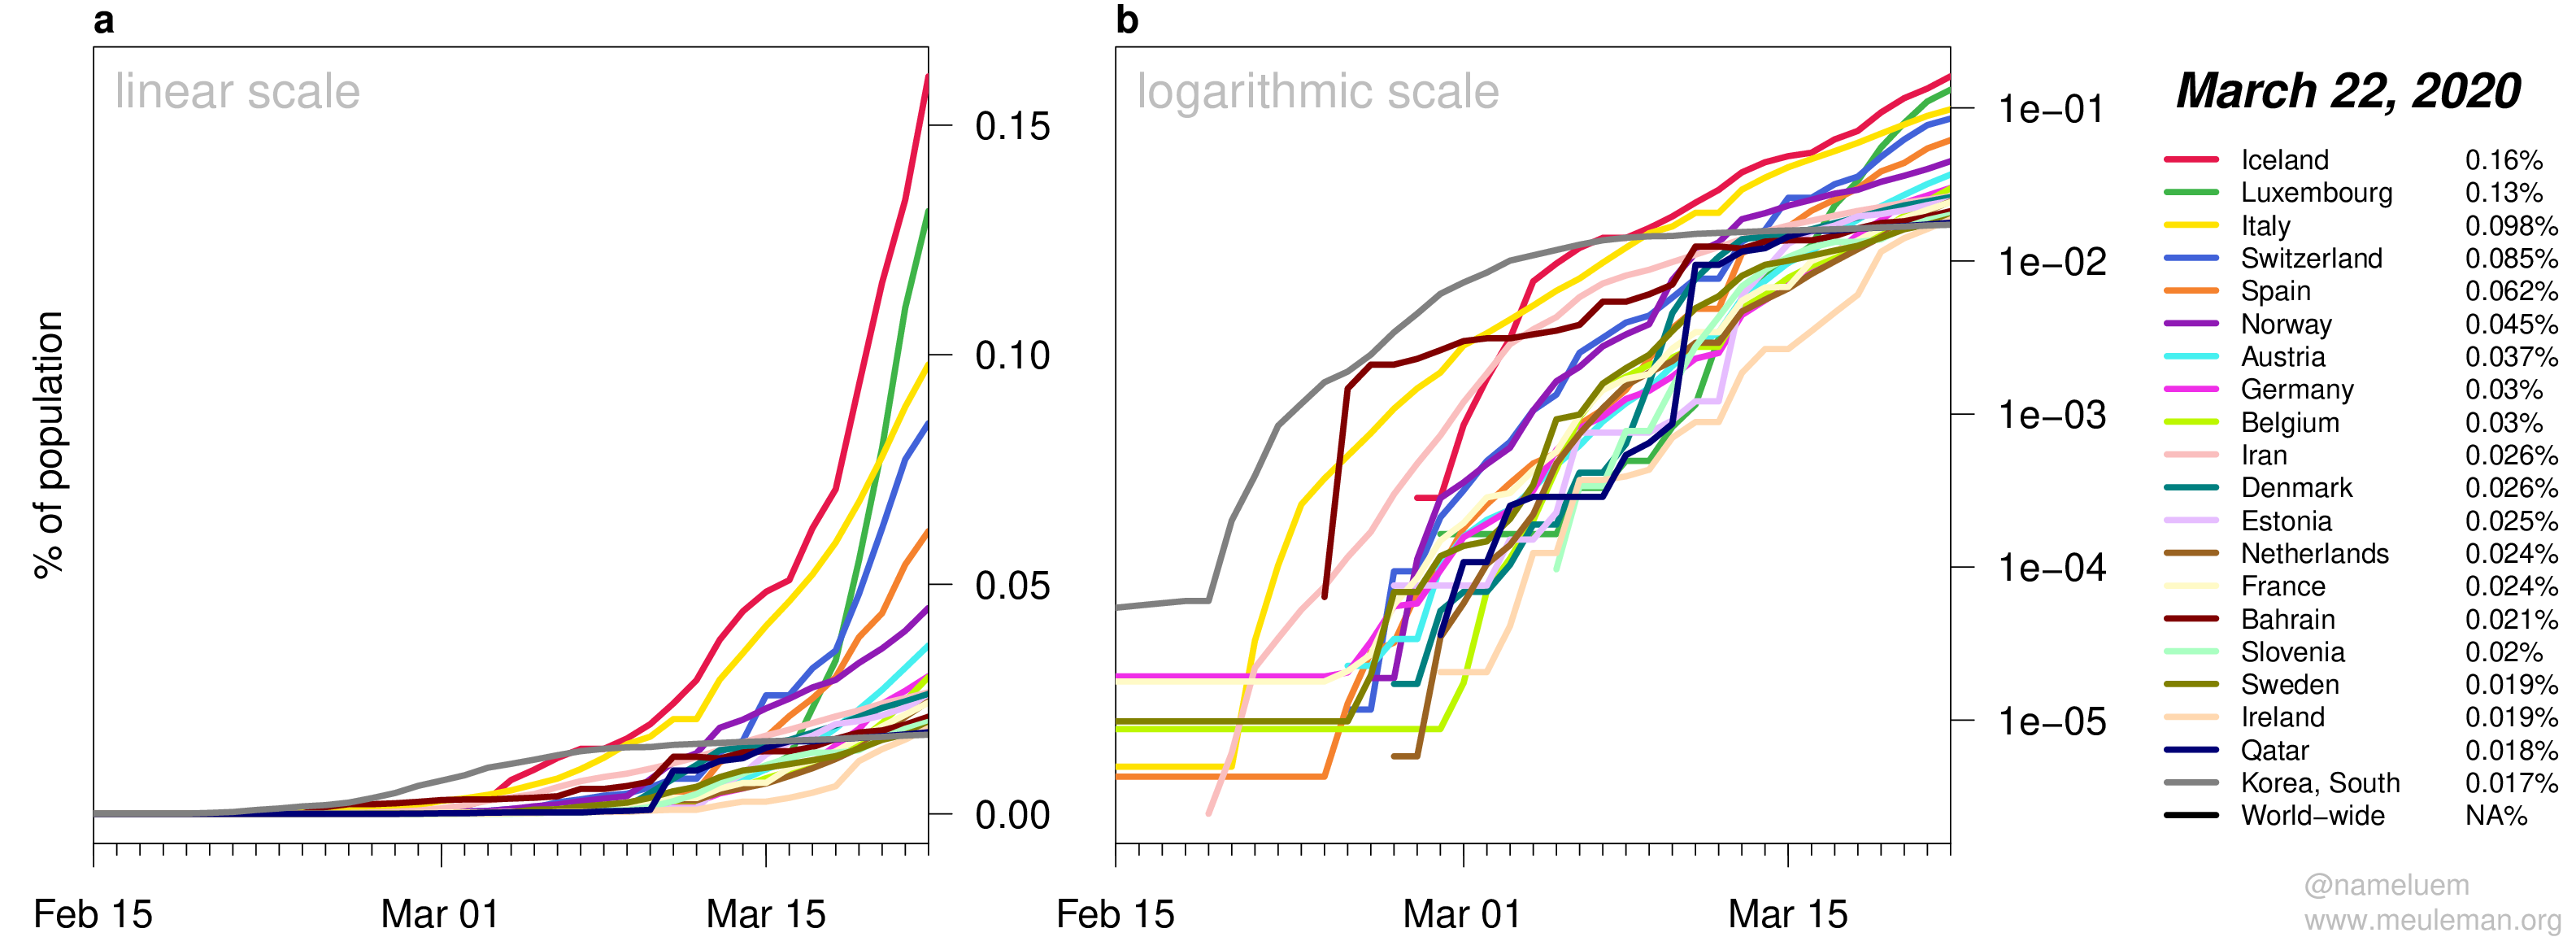 a
linear scale
% of population
0.15
0.10
0.05
0.00
Feb 15
Mar 01
Mar 15
b
logarithmic scale
1e−01
1e−02
1e−03
1e−04
1e−05
Feb 15
Mar 01
Mar 15
March 22, 2020
Iceland 0.16%
Luxembourg 0.13%
Italy 0.098%
Switzerland 0.085%
Spain 0.062%
Norway 0.045%
Austria 0.037%
Germany 0.03%
Belgium 0.03%
Iran 0.026%
Denmark 0.026%
Estonia 0.025%
Netherlands 0.024%
France 0.024%
Bahrain 0.021%
Slovenia 0.02%
Sweden 0.019%
Ireland 0.019%
Qatar 0.018%
Korea, South 0.017%
World−wide NA%
@nameluem
www.meuleman.org